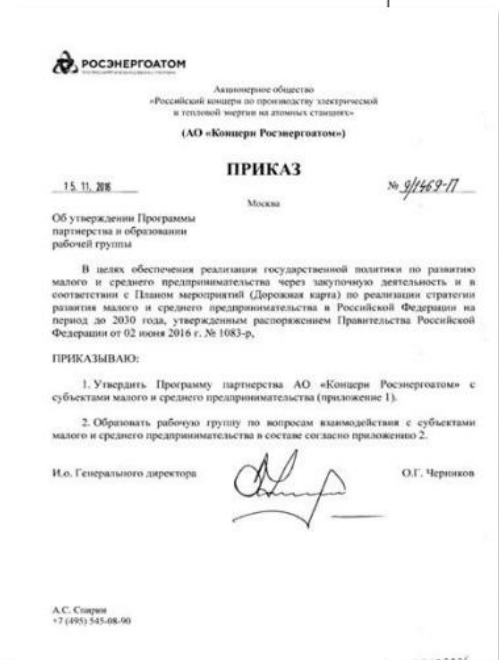 РОСЭНЕРГОАТОМ
Акционерное общество
«Российский концерн по производству электрической
и тепловой энергии на атомных станциях»
(АО «Концерн Росэнергоатом»)
ПРИКАЗ
15. 11. 2016
№ 9/1469-П
Москва
Об утверждении Программы
партнерства и образовании
рабочей группы
В целях обеспечения реализации государственной политики по развитию
малого и среднего предпринимательства через закупочную деятельность и в
соответствии с Планом мероприятий (Дорожная карта) по реализации стратегии
развития малого и среднего предпринимательства в Российской Федерации на
период до 2030 года, утвержденным распоряжением Правительства Российской
Федерации от 02 июня 2016 г. № 1083-р,
ПРИКАЗЫВАЮ:
1. Утвердить Программу партнерства АО «Концерн Росэнергоатом» с
субъектами малого и среднего предпринимательства (приложение 1).
2. Образовать рабочую группу по вопросам взаимодействия с субъектами
малого и среднего предпринимательства в составе согласно приложению 2.
И.о. Генерального директора
О.Г. Черников
А.С. Спирин
+7 (495) 545-08-90